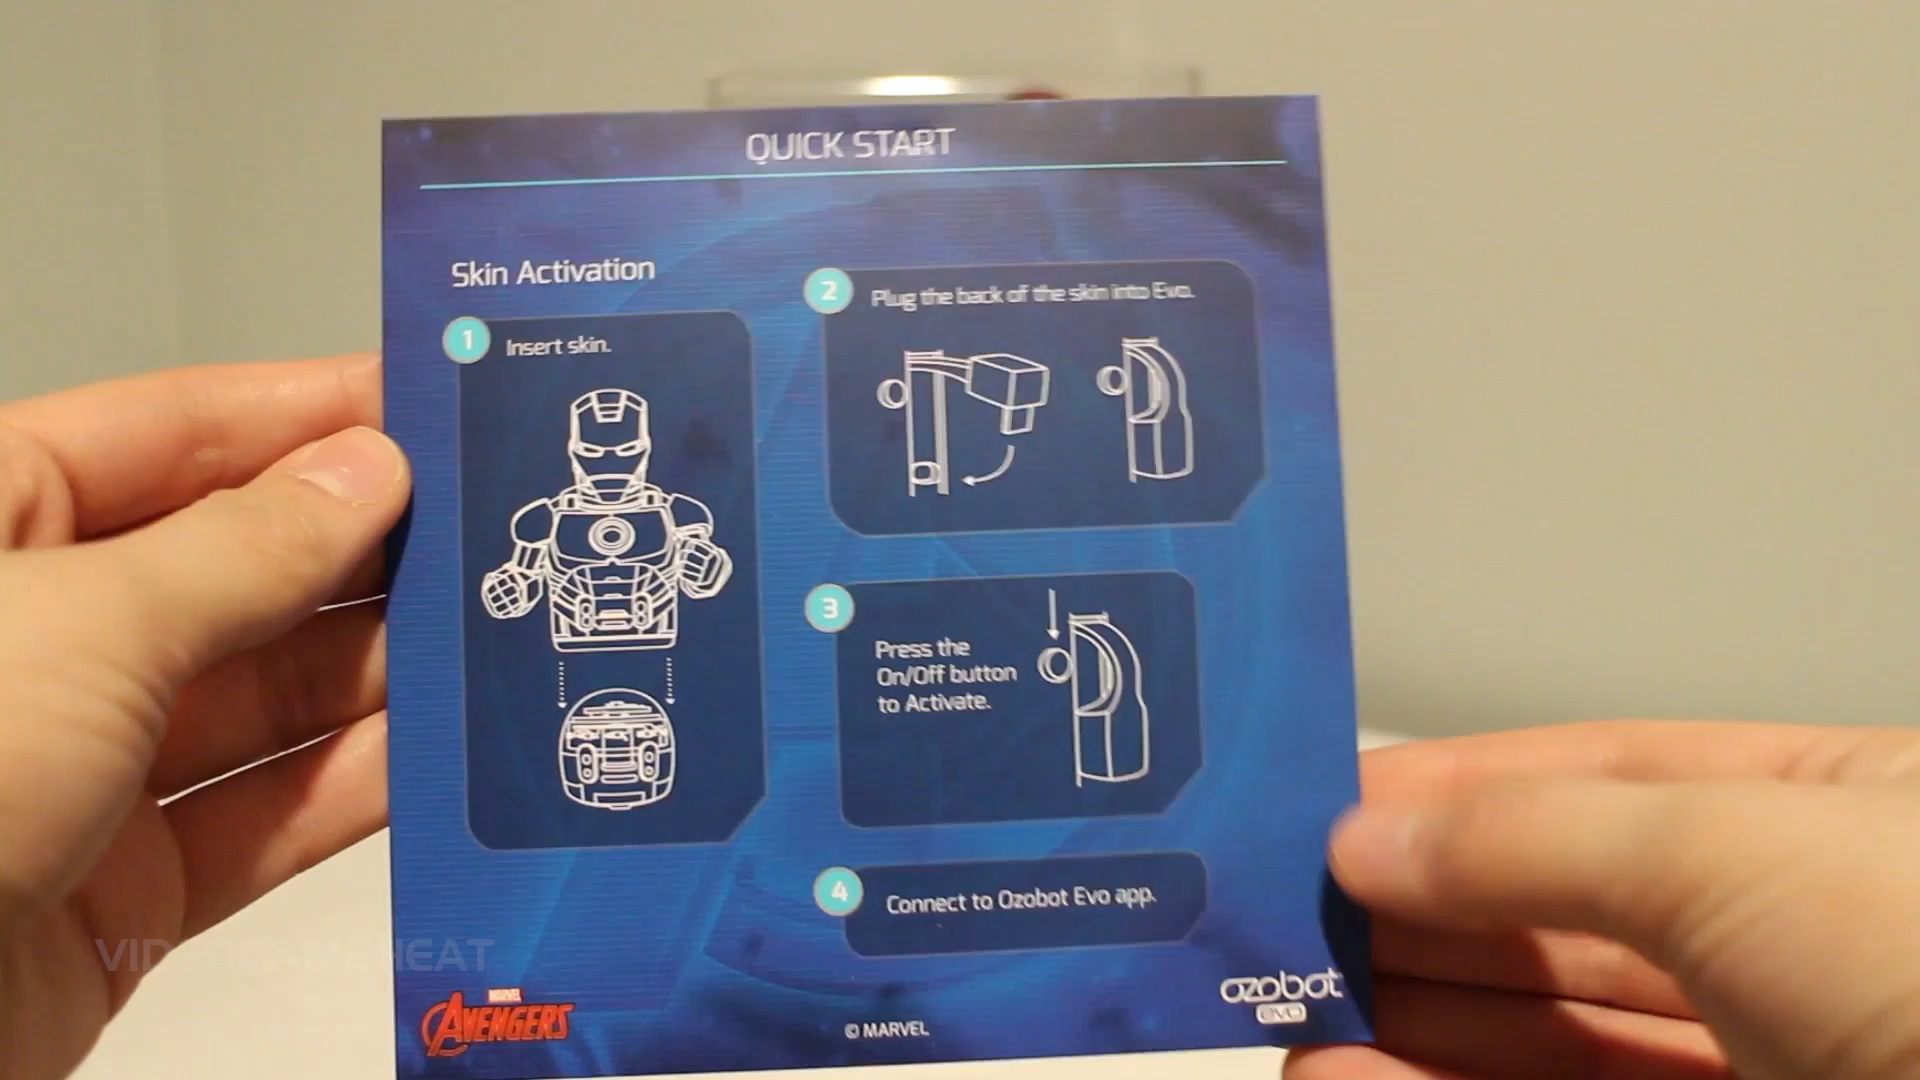 QUICK START
Skin Activation
1 Insert skin.
2 Plug the back of the skin into Evo.
3 Press the
On/Off button
to Activate.
4 Connect to Ozobot Evo app.
VIDEOGAMEHEAT
MARVEL
AVENGERS
© MARVEL
ozobot
evo